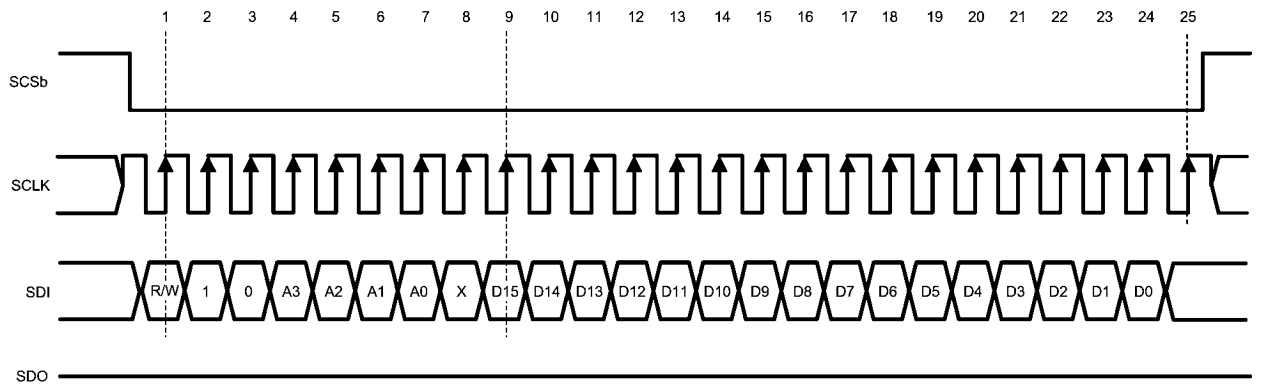 1 2 3 4 5 6 7 8 9 10 11 12 13 14 15 16 17 18 19 20 21 22 23 24 25
SCSb
SCLK
SDI R/W 1 0 A3 A2 A1 A0 X D15 D14 D13 D12 D11 D10 D9 D8 D7 D6 D5 D4 D3 D2 D1 D0
SDO